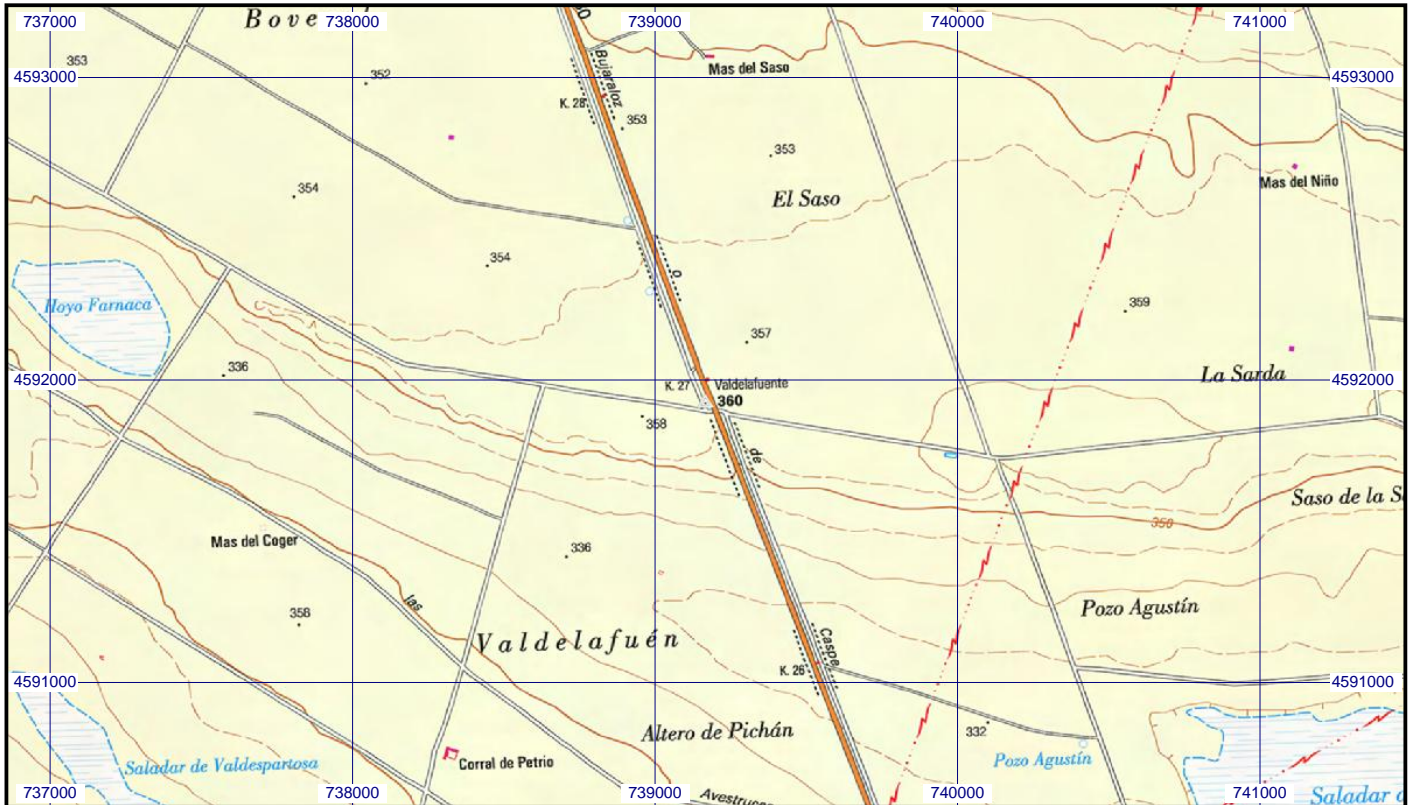 737000
738000
739000
740000
741000
Bove
Mas del Saso
353
4593000
4593000
352
Bujaraloz
K. 28
353
353
354
El Saso
Mas del Niño
354
a
Hoyo Farnaca
359
357
336
La Sarda
4592000
4592000
K. 27
Valdelafuente
360
358
de
Saso de la S
350
Mas del Coger
336
las
358
Pozo Agustín
Valdelafuén
Caspe
K. 26
4591000
4591000
Altero de Pichán
332
Pozo Agustín
Corral de Petrio
Saladar de Valdespartosa
737000
738000
739000
740000
741000
Saladar